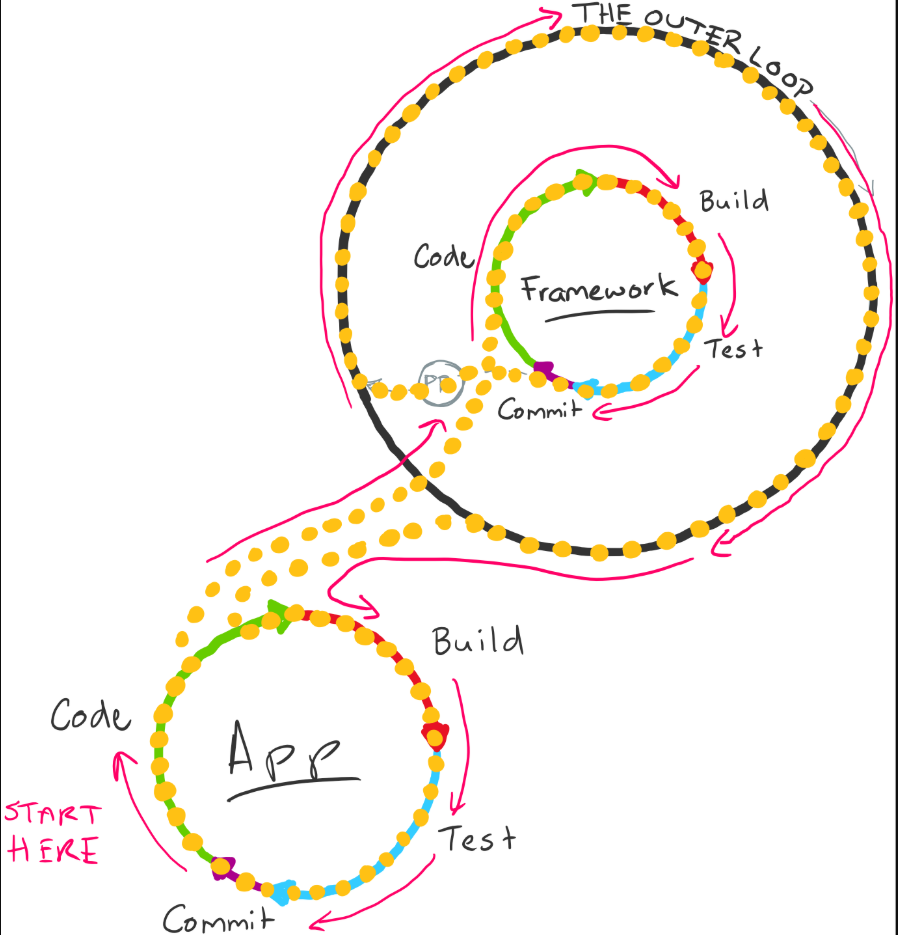 THE OUTER LOOP
Build
Code
Framework
Test
PR
Commit
Build
Code
App
START
HERE
Test
Commit